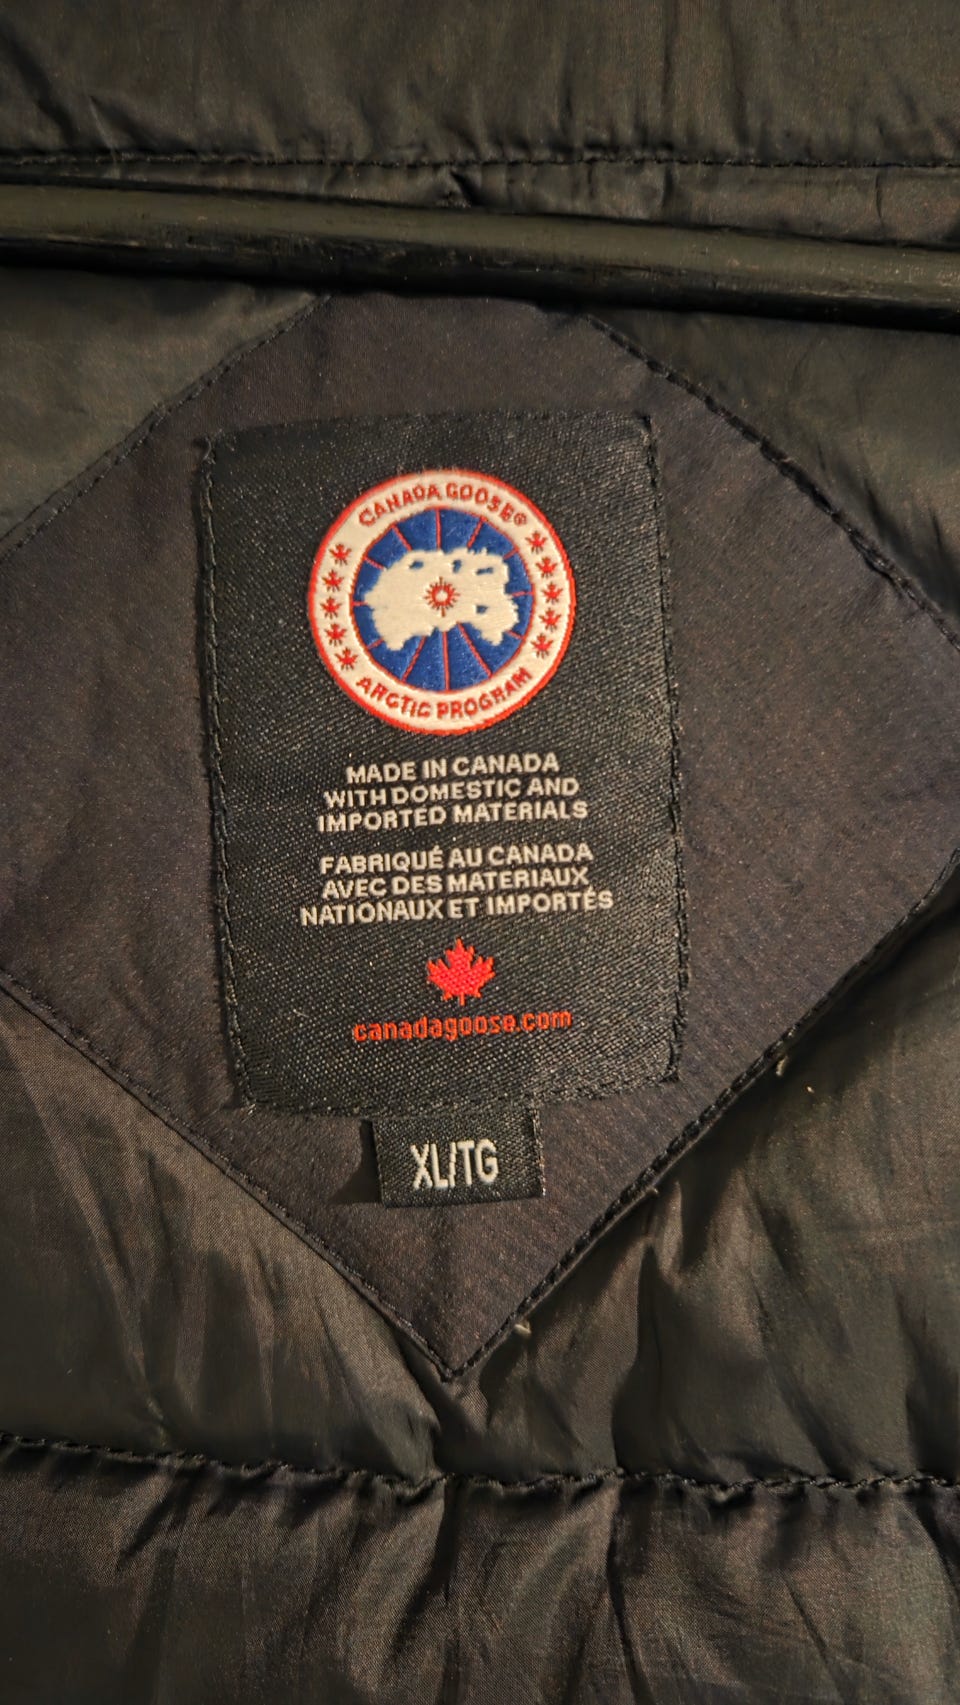 CANADA GOOSE®
ARCTIC PROGRAM
MADE IN CANADA
WITH DOMESTIC AND
IMPORTED MATERIALS
FABRIQUÉ AU CANADA
AVEC DES MATERIAUX
NATIONAUX ET IMPORTÉS
canadagoose.com
XL/TG